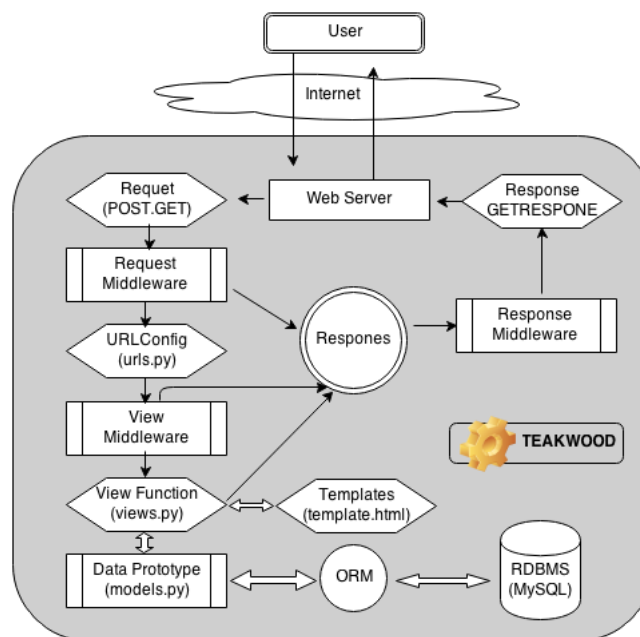 User
Internet
Web Server
Requet
(POST.GET)
Response
GETRESPONE
Request
Middleware
Respones
Response
Middleware
URLConfig
(urls.py)
View
Middleware
TEAKWOOD
View Function
(views.py)
Templates
(template.html)
Data Prototype
(models.py)
ORM
RDBMS
(MySQL)